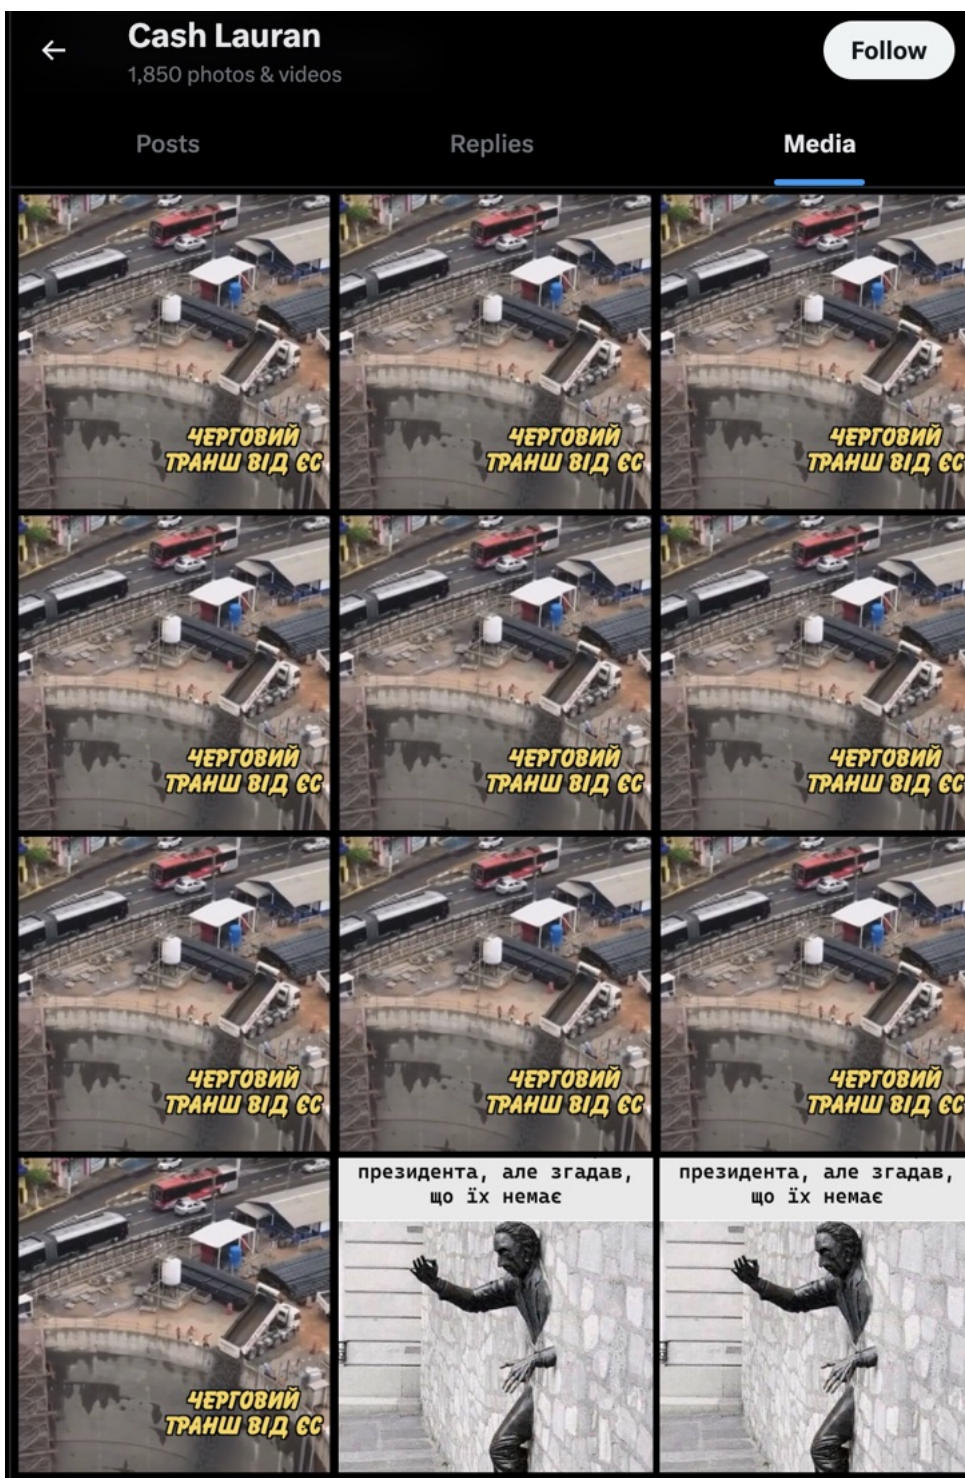 Cash Lauran
1,850 photos & videos
Follow
Posts
Replies
Media
ЧЕРГОВИЙ
ТРАНШ ВІД ЄС
ЧЕРГОВИЙ
ТРАНШ ВІД ЄС
ЧЕРГОВИЙ
ТРАНШ ВІД ЄС
ЧЕРГОВИЙ
ТРАНШ ВІД ЄС
ЧЕРГОВИЙ
ТРАНШ ВІД ЄС
ЧЕРГОВИЙ
ТРАНШ ВІД ЄС
ЧЕРГОВИЙ
ТРАНШ ВІД ЄС
ЧЕРГОВИЙ
ТРАНШ ВІД ЄС
ЧЕРГОВИЙ
ТРАНШ ВІД ЄС
ЧЕРГОВИЙ
ТРАНШ ВІД ЄС
президента, але згадав,
що їх немає
президента, але згадав,
що їх немає